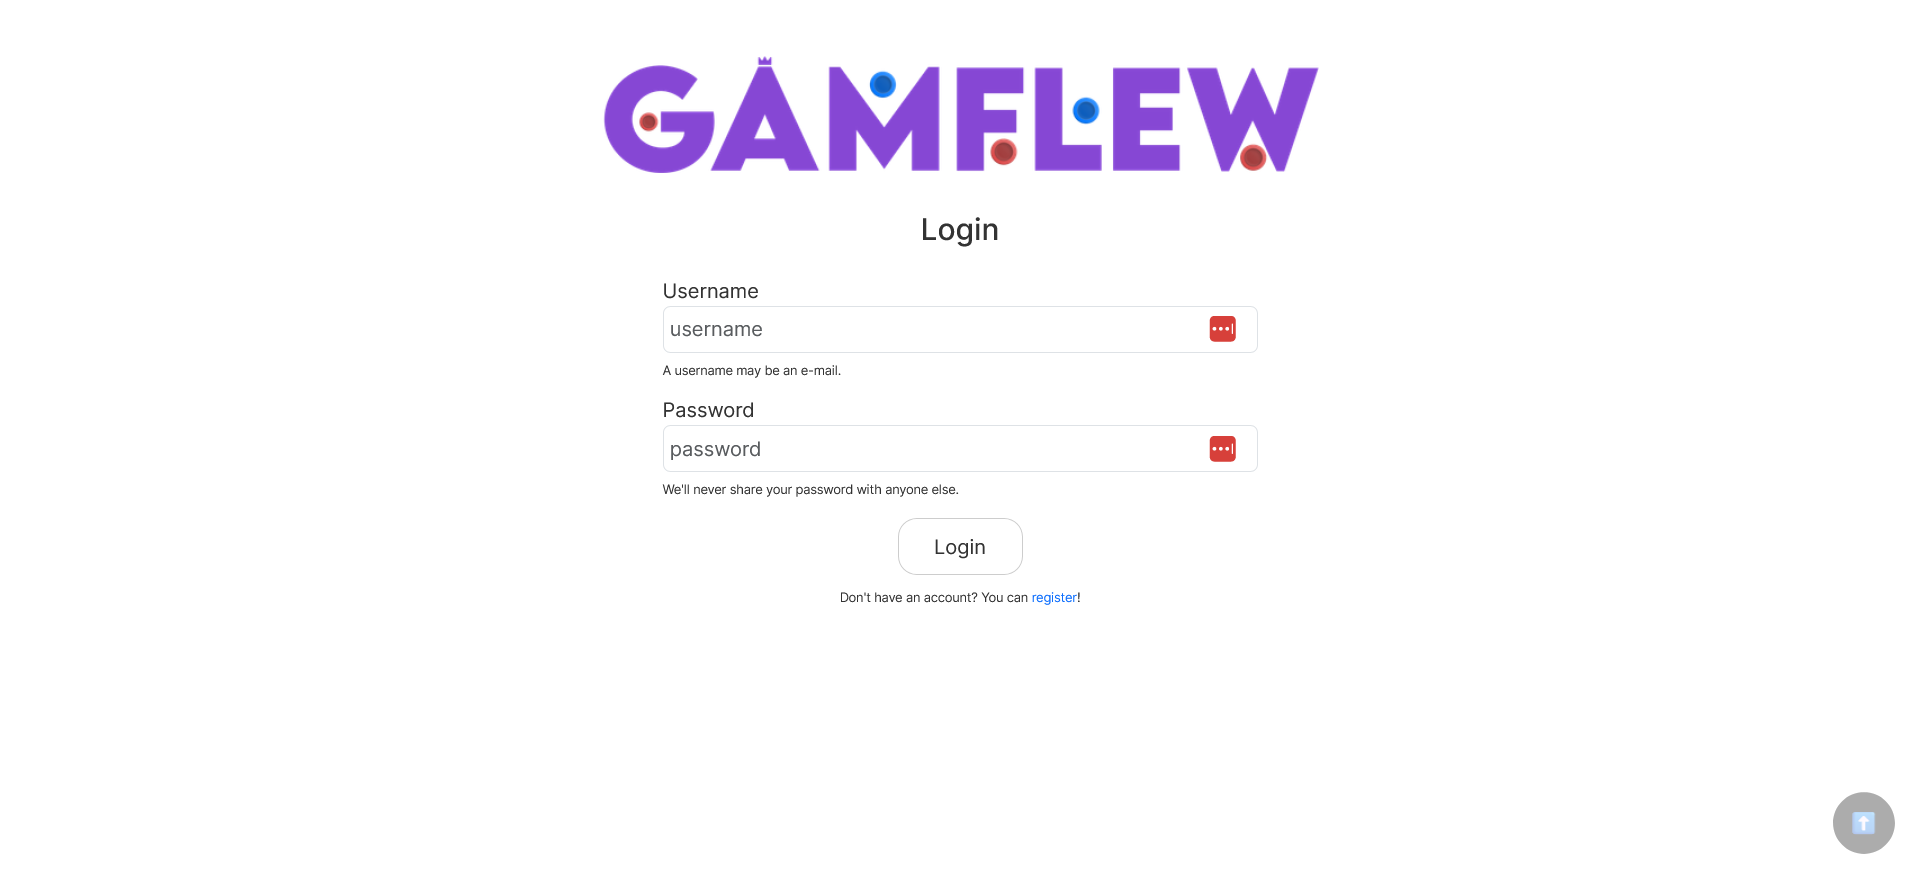 GAMFLEW
Login
Username
username
A username may be an e-mail.
Password
password
We'll never share your password with anyone else.
Login
Don't have an account? You can register!